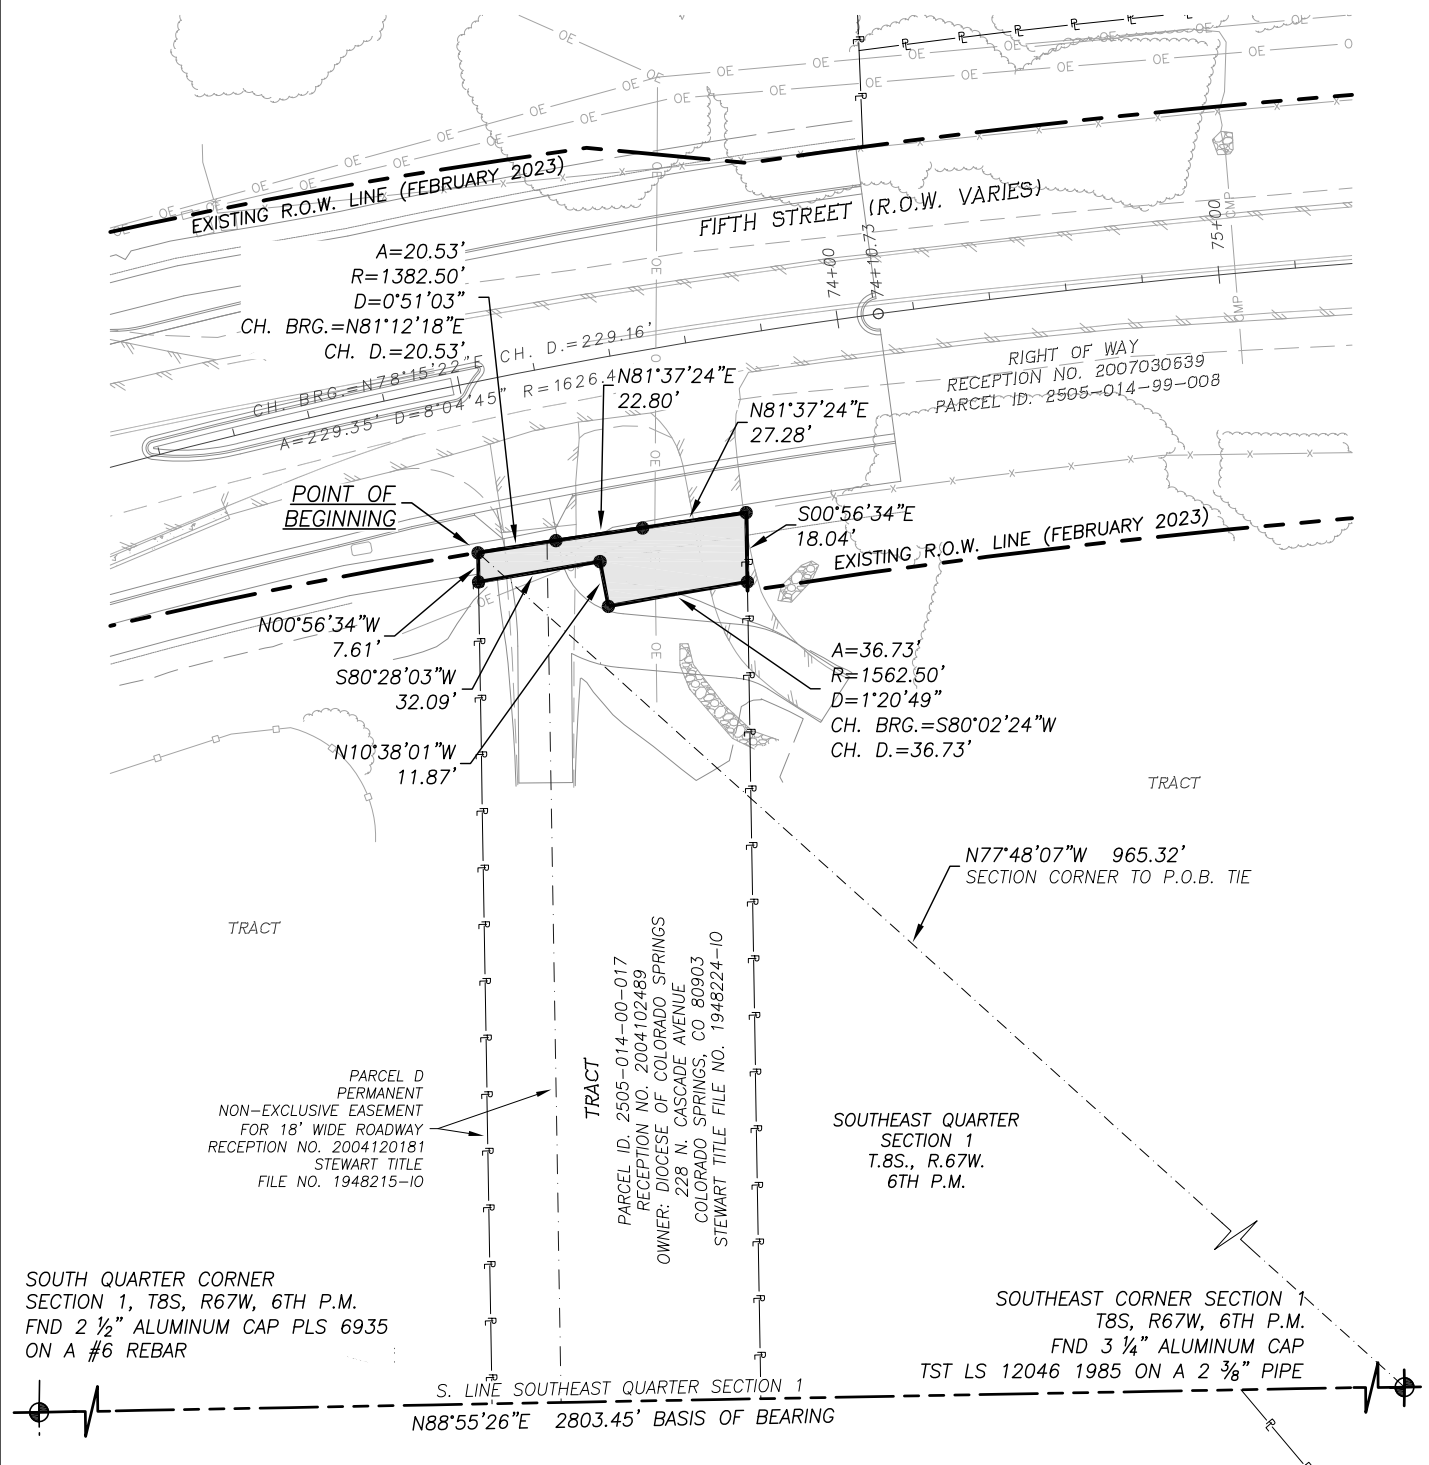 EXISTING R.O.W. LINE (FEBRUARY 2023)
FIFTH STREET (R.O.W. VARIES)
74+00
74+10.73
75+00
CMP
CMP
A=20.53'
R=1382.50'
D=0°51'03"
CH. BRG.=N81°12'18"E
CH. D.=20.53'
CH. BRG.=N78°15'22"E CH. D.=229.16'
A=229.35' D=8°04'45" R=1626.4
N81°37'24"E
22.80'
N81°37'24"E
27.28'
RIGHT OF WAY
RECEPTION NO. 2007030639
PARCEL ID. 2505-014-99-008
POINT OF
BEGINNING
S00°56'34"E
18.04'
EXISTING R.O.W. LINE (FEBRUARY 2023)
N00°56'34"W
7.61'
S80°28'03"W
32.09'
N10°38'01"W
11.87'
A=36.73'
R=1562.50'
D=1°20'49"
CH. BRG.=S80°02'24"W
CH. D.=36.73'
TRACT
N77°48'07"W 965.32'
SECTION CORNER TO P.O.B. TIE
TRACT
TRACT
PARCEL ID. 2505-014-00-017
RECEPTION NO. 2004102489
OWNER: DIOCESE OF COLORADO SPRINGS
228 N. CASCADE AVENUE
COLORADO SPRINGS, CO 80903
STEWART TITLE FILE NO. 1948224-IO
PARCEL D
PERMANENT
NON-EXCLUSIVE EASEMENT
FOR 18' WIDE ROADWAY
RECEPTION NO. 2004120181
STEWART TITLE
FILE NO. 1948215-IO
SOUTHEAST QUARTER
SECTION 1
T.8S., R.67W.
6TH P.M.
SOUTH QUARTER CORNER
SECTION 1, T8S, R67W, 6TH P.M.
FND 2 ½" ALUMINUM CAP PLS 6935
ON A #6 REBAR
SOUTHEAST CORNER SECTION 1
T8S, R67W, 6TH P.M.
FND 3 ¼" ALUMINUM CAP
TST LS 12046 1985 ON A 2 ⅜" PIPE
S. LINE SOUTHEAST QUARTER SECTION 1
N88°55'26"E 2803.45' BASIS OF BEARING